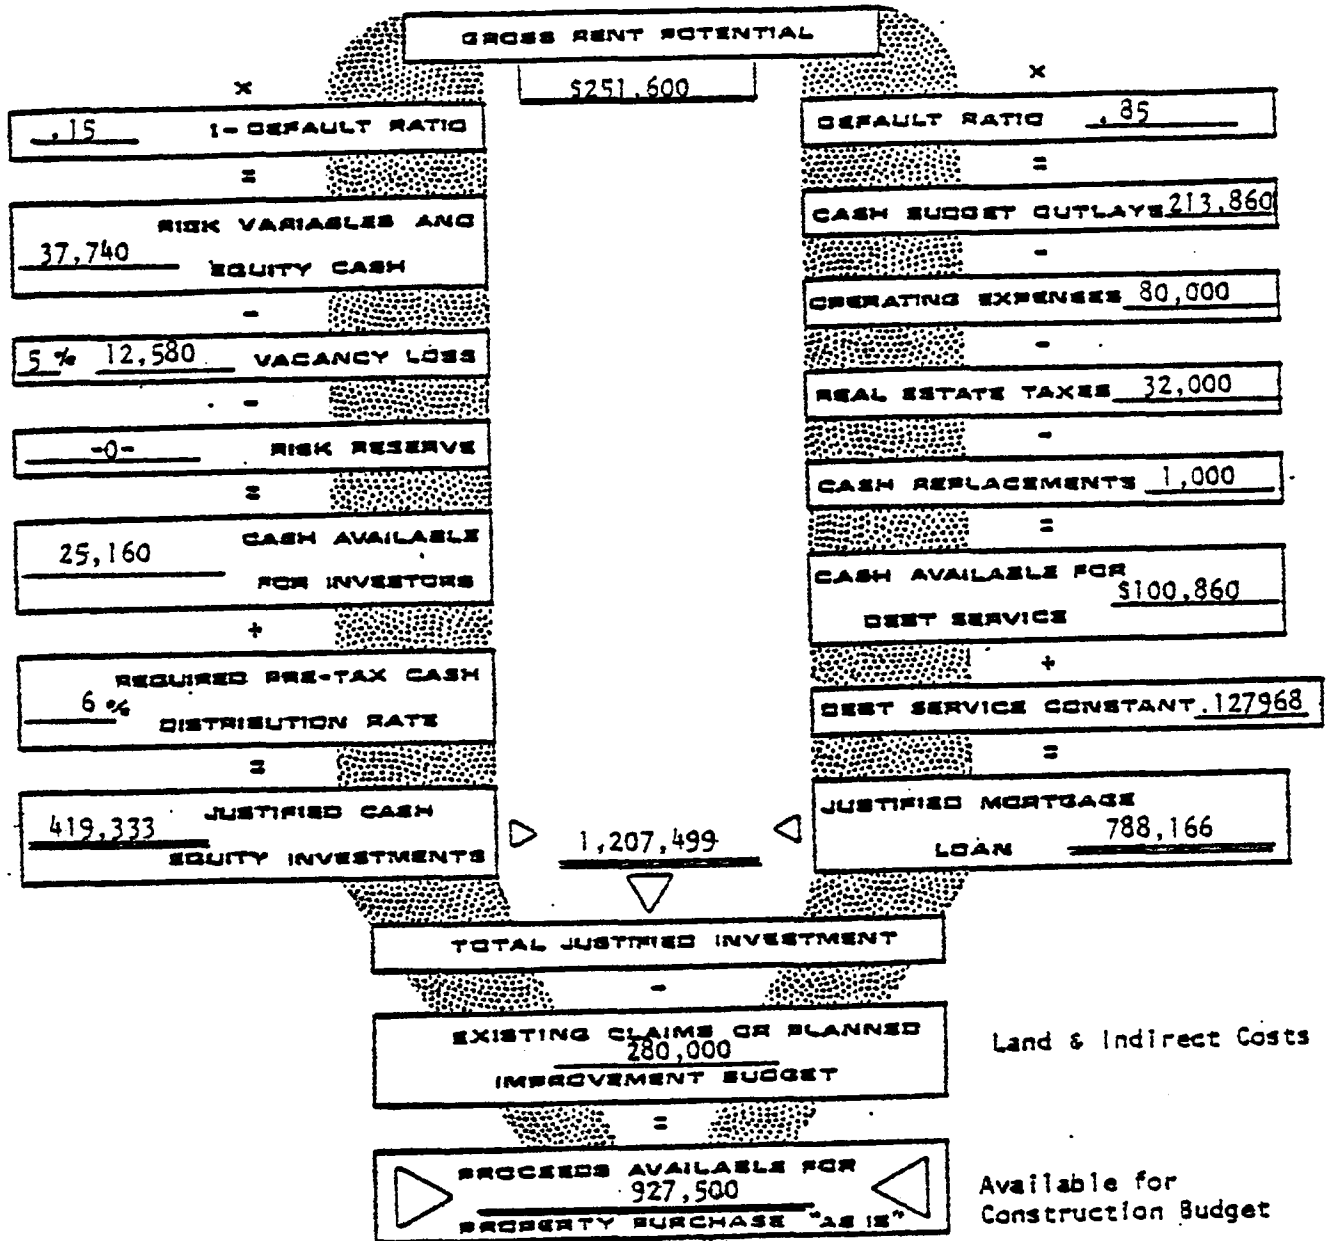 GROSS RENT POTENTIAL
$251,600
×
.15 1-DEFAULT RATIO
=
RISK VARIABLES AND
37,740
EQUITY CASH
-
5 % 12,580 VACANCY LOSS
-
-0- RISK RESERVE
=
CASH AVAILABLE
25,160
FOR INVESTORS
+
REQUIRED PRE-TAX CASH
6 %
DISTRIBUTION RATE
=
JUSTIFIED CASH
419,333
EQUITY INVESTMENTS
×
DEFAULT RATIO .85
=
CASH BUDGET OUTLAYS 213,860
-
OPERATING EXPENSES 80,000
-
REAL ESTATE TAXES 32,000
-
CASH REPLACEMENTS 1,000
=
CASH AVAILABLE FOR
$100,860
DEBT SERVICE
+
DEBT SERVICE CONSTANT .127968
=
JUSTIFIED MORTGAGE
788,166
LOAN
1,207,499
TOTAL JUSTIFIED INVESTMENT
-
EXISTING CLAIMS OR PLANNED
280,000
IMPROVEMENT BUDGET
Land & Indirect Costs
=
PROCEEDS AVAILABLE FOR
927,500
PROPERTY PURCHASE "AS IS"
Available for
Construction Budget